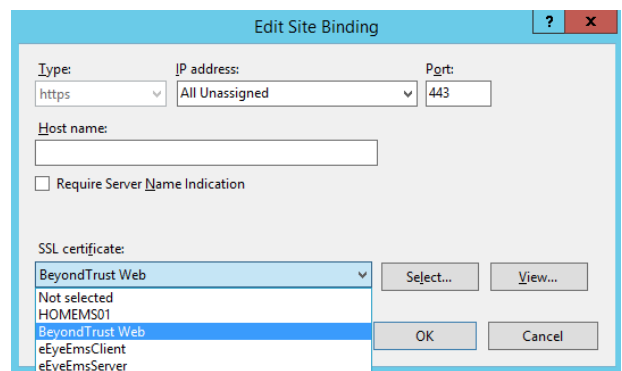 Edit Site Binding
? x
Type: IP address: Port:
https All Unassigned 443
Host name:
Require Server Name Indication
SSL certificate:
BeyondTrust Web Select... View...
Not selected
HOMEMS01
BeyondTrust Web
OK Cancel
eEyeEmsClient
eEyeEmsServer